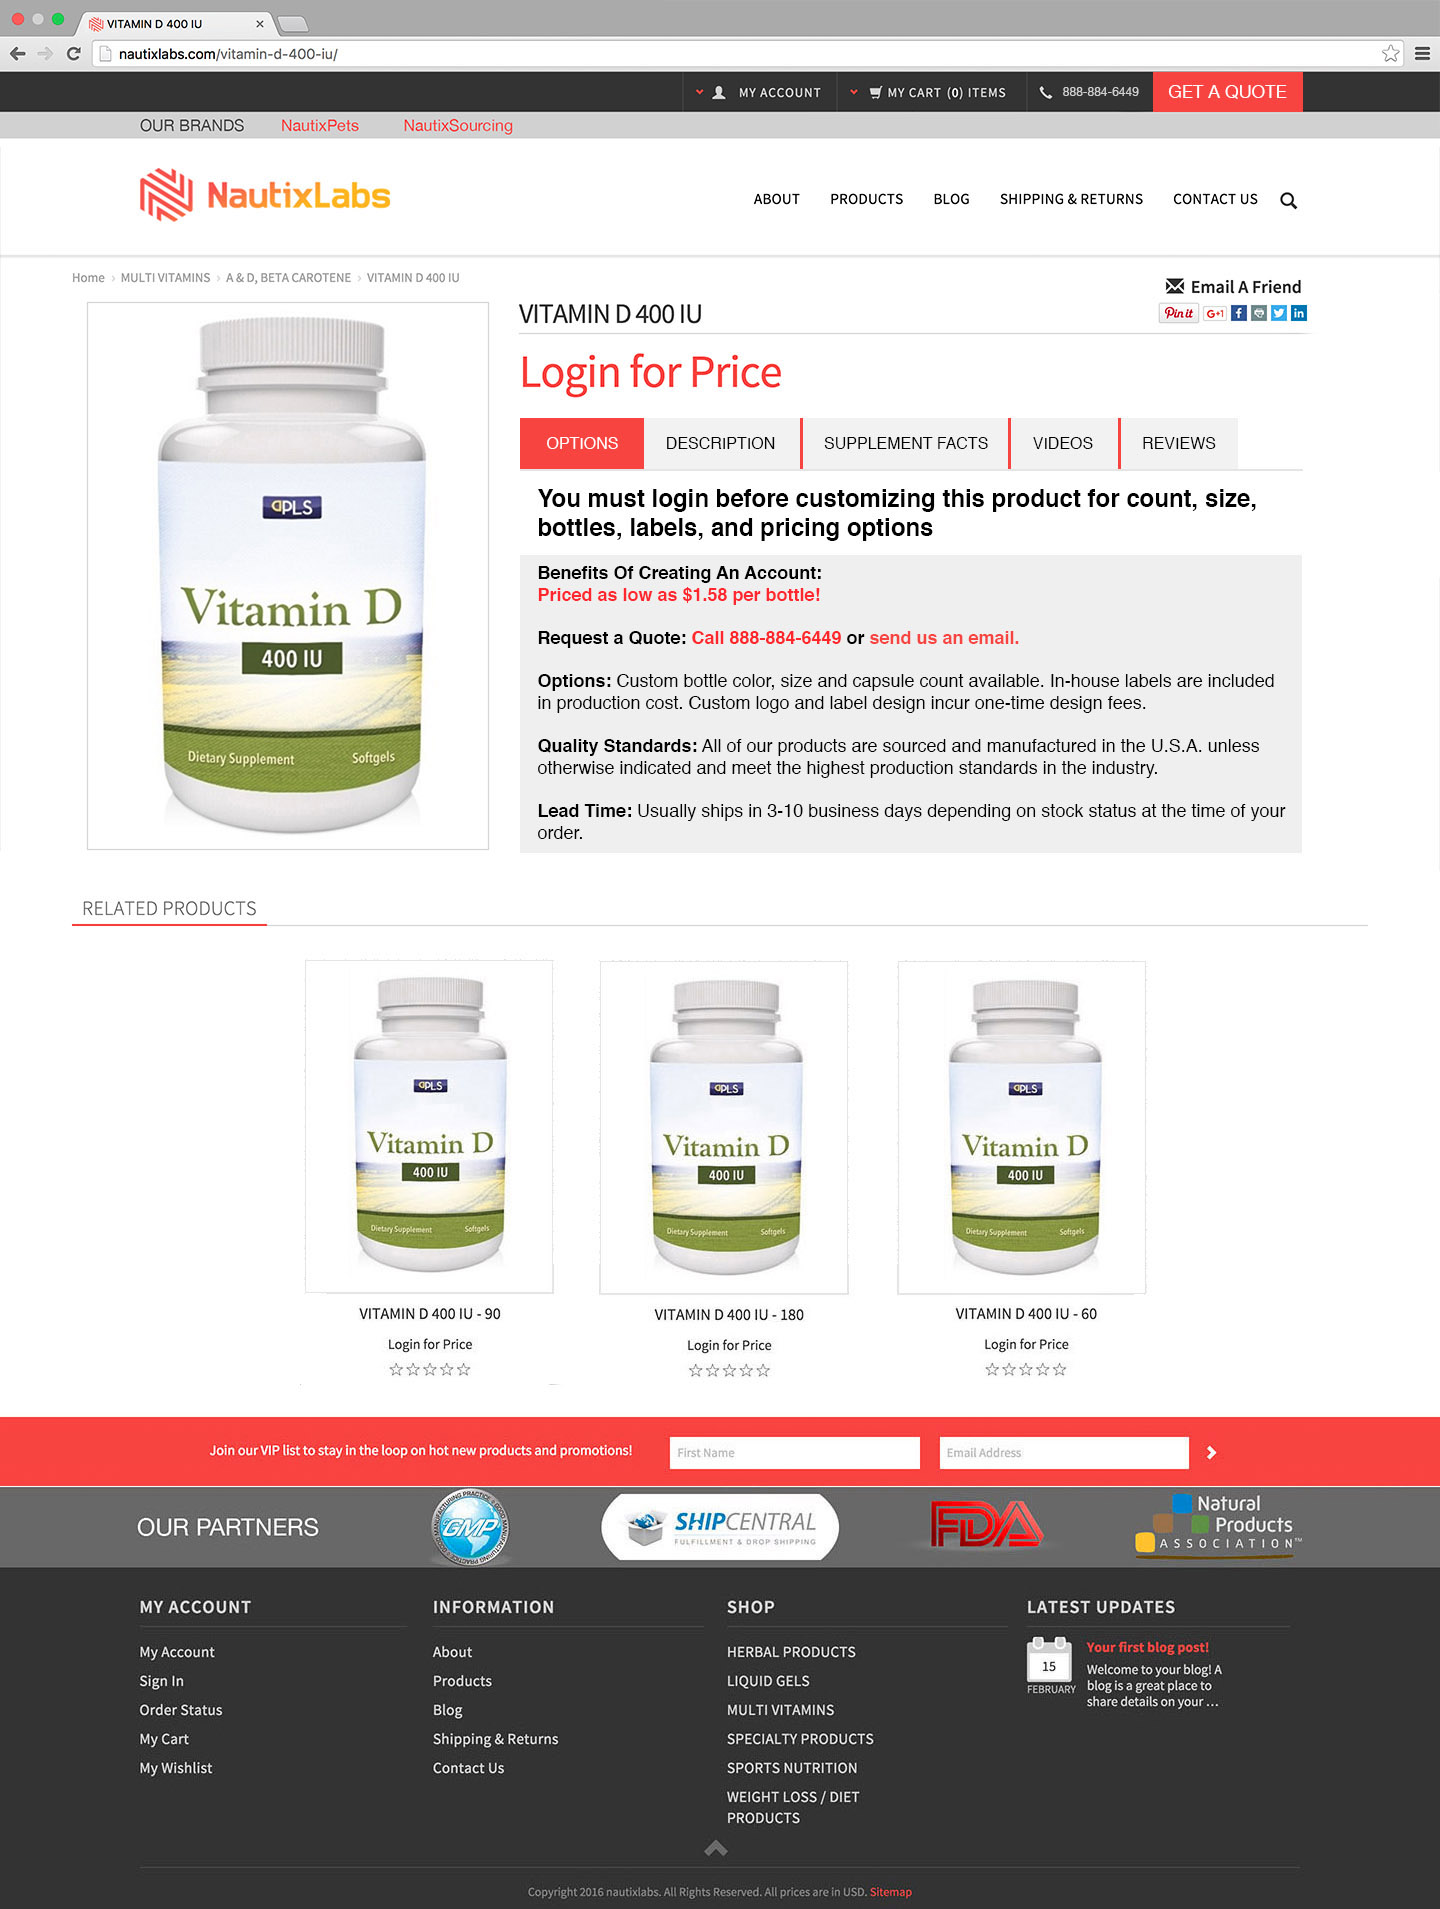 VITAMIN D 400 IU
nautixlabs.com/vitamin-d-400-iu/
MY ACCOUNT
MY CART (0) ITEMS
888-884-6449
GET A QUOTE
OUR BRANDS
NautixPets
NautixSourcing
NautixLabs
ABOUT
PRODUCTS
BLOG
SHIPPING & RETURNS
CONTACT US
Home › MULTI VITAMINS › A & D, BETA CAROTENE › VITAMIN D 400 IU
Email A Friend
Pin it
G+1
PLS
Vitamin D
400 IU
Dietary Supplement
Softgels
VITAMIN D 400 IU
Login for Price
OPTIONS
DESCRIPTION
SUPPLEMENT FACTS
VIDEOS
REVIEWS
You must login before customizing this product for count, size,
bottles, labels, and pricing options
Benefits Of Creating An Account:
Priced as low as $1.58 per bottle!
Request a Quote: Call 888-884-6449 or send us an email.
Options: Custom bottle color, size and capsule count available. In-house labels are included
in production cost. Custom logo and label design incur one-time design fees.
Quality Standards: All of our products are sourced and manufactured in the U.S.A. unless
otherwise indicated and meet the highest production standards in the industry.
Lead Time: Usually ships in 3-10 business days depending on stock status at the time of your
order.
RELATED PRODUCTS
PLS
Vitamin D
400 IU
Dietary Supplement
Softgels
VITAMIN D 400 IU - 90
Login for Price
PLS
Vitamin D
400 IU
Dietary Supplement
Softgels
VITAMIN D 400 IU - 180
Login for Price
PLS
Vitamin D
400 IU
Dietary Supplement
Softgels
VITAMIN D 400 IU - 60
Login for Price
Join our VIP list to stay in the loop on hot new products and promotions!
First Name
Email Address
OUR PARTNERS
GMP
SHIPCENTRAL
FULFILLMENT & DROP SHIPPING
FDA
Natural
Products
ASSOCIATION™
MY ACCOUNT
My Account
Sign In
Order Status
My Cart
My Wishlist
INFORMATION
About
Products
Blog
Shipping & Returns
Contact Us
SHOP
HERBAL PRODUCTS
LIQUID GELS
MULTI VITAMINS
SPECIALTY PRODUCTS
SPORTS NUTRITION
WEIGHT LOSS / DIET
PRODUCTS
LATEST UPDATES
15
FEBRUARY
Your first blog post!
Welcome to your blog! A
blog is a great place to
share details on your ...
Copyright 2016 nautixlabs. All Rights Reserved. All prices are in USD. Sitemap